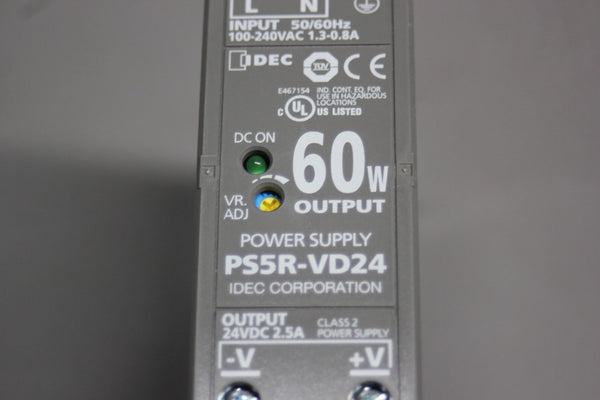 L N
INPUT 50/60Hz
100-240VAC 1.3-0.8A
IDEC TÜV CE
E467154 IND. CONT. EQ. FOR
USE IN HAZARDOUS
LOCATIONS
C UL US LISTED
DC ON
60W
VR.
ADJ
OUTPUT
POWER SUPPLY
PS5R-VD24
IDEC CORPORATION
OUTPUT
24VDC 2.5A
CLASS 2
POWER SUPPLY
-V +V